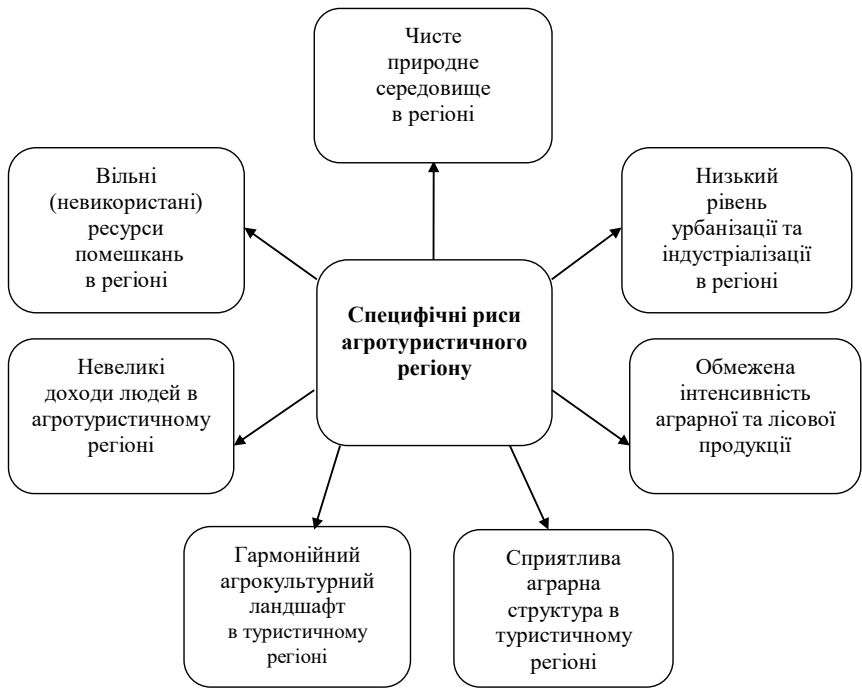 Чисте
природне
середовище
в регіоні
Вільні
(невикористані)
ресурси
помешкань
в регіоні
Низький
рівень
урбанізації та
індустріалізації
в регіоні
Специфічні риси
агротуристичного
регіону
Невеликі
доходи людей в
агротуристичному
регіоні
Обмежена
інтенсивність
аграрної та лісової
продукції
Гармонійний
агрокультурний
ландшафт
в туристичному
регіоні
Сприятлива
аграрна
структура в
туристичному
регіоні